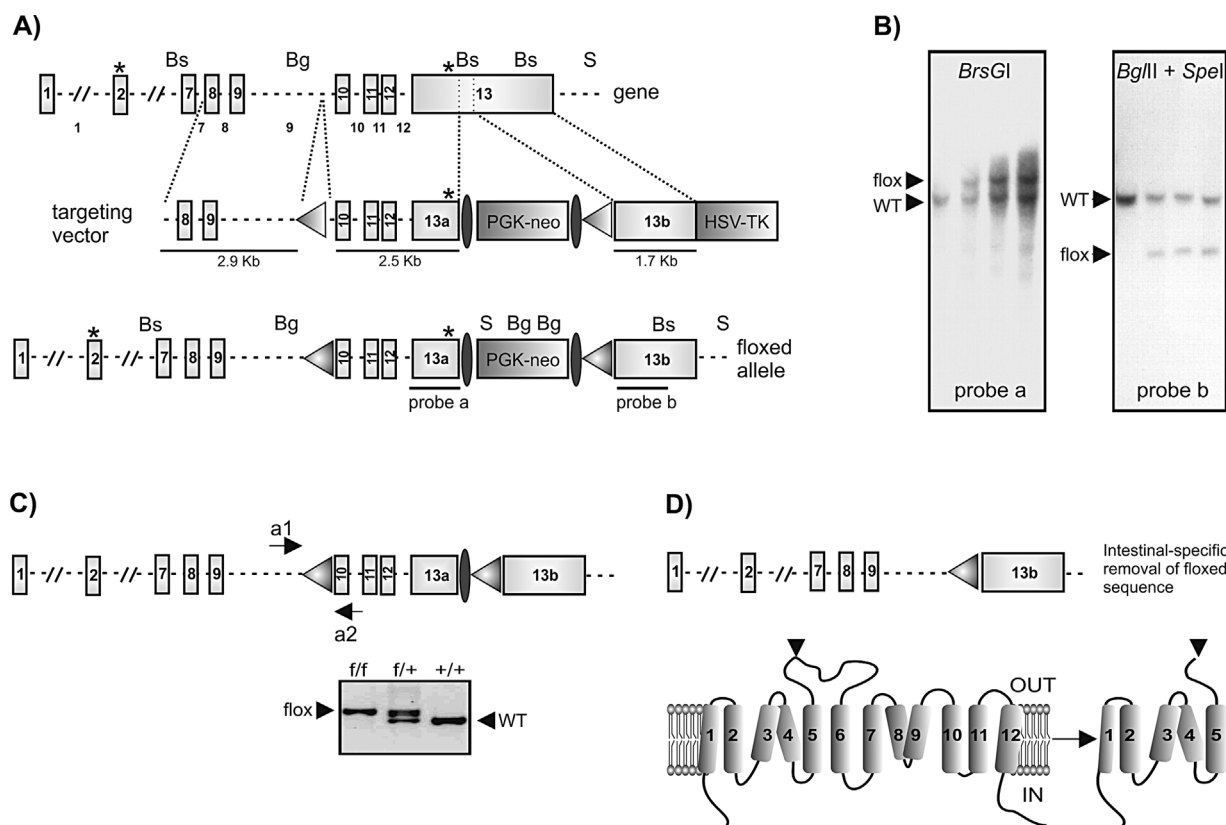 A)
* Bs Bg * Bs Bs S
1 2 7 8 9 10 11 12 13 gene
1 7 8 9 10 11 12
targeting vector
* 8 9 10 11 12 13a PGK-neo 13b HSV-TK
2.9 Kb 2.5 Kb 1.7 Kb
* Bs Bg * S Bg Bg Bs S
1 2 7 8 9 10 11 12 13a PGK-neo 13b floxed allele
probe a probe b
B)
BrsGI BglII + SpeI
flox
WT
WT
flox
probe a probe b
C)
a1
1 2 7 8 9 10 11 12 13a 13b
a2
f/f f/+ +/+
flox WT
D)
1 2 7 8 9 13b
Intestinal-specific
removal of floxed
sequence
OUT
1 2 3 4 5 6 7 8 9 10 11 12 1 2 3 4 5
IN